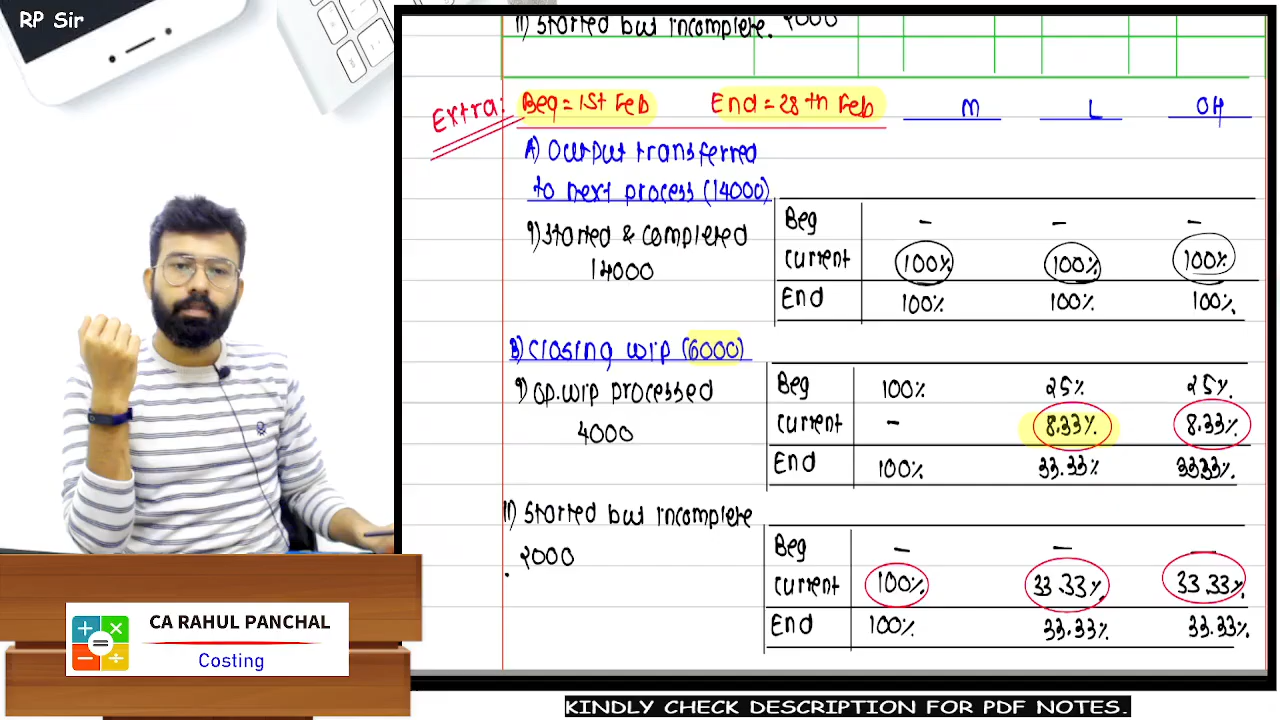 RP Sir
11) Started but incomplete. 2000
Extra: Beg = 1st Feb End = 28th Feb M L OH
A) Output transferred
to next process (14000)
Beg - - -
1) Started & completed
14000
Current 100% 100% 100%
End 100% 100% 100%
B) Closing WIP (6000)
Beg 100% 25% 25%
1) Op. WIP processed
4000
Current - 8.33% 8.33%
End 100% 33.33% 33.33%
11) Started but incomplete
2000
Beg - - -
Current 100% 33.33% 33.33%
End 100% 33.33% 33.33%
CA RAHUL PANCHAL
Costing
KINDLY CHECK DESCRIPTION FOR PDF NOTES.